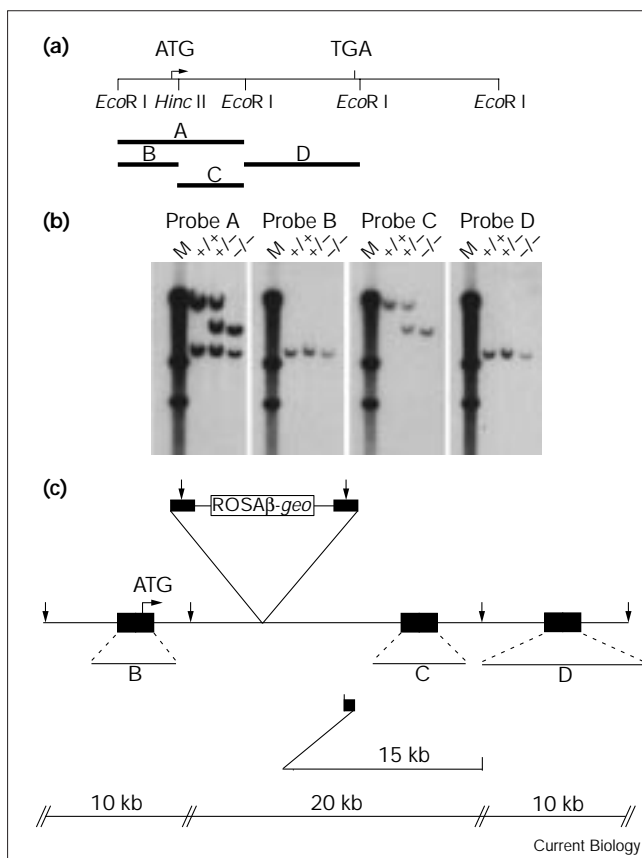 (a)
ATG TGA
EcoR I Hinc II EcoR I EcoR I EcoR I
A
B D
C
(b)
Probe A Probe B Probe C Probe D
M +/+ +/− −/− M +/+ +/− −/− M +/+ +/− −/− M +/+ +/− −/−
(c)
ROSAβ-geo
ATG
B C D
15 kb
10 kb 20 kb 10 kb
Current Biology